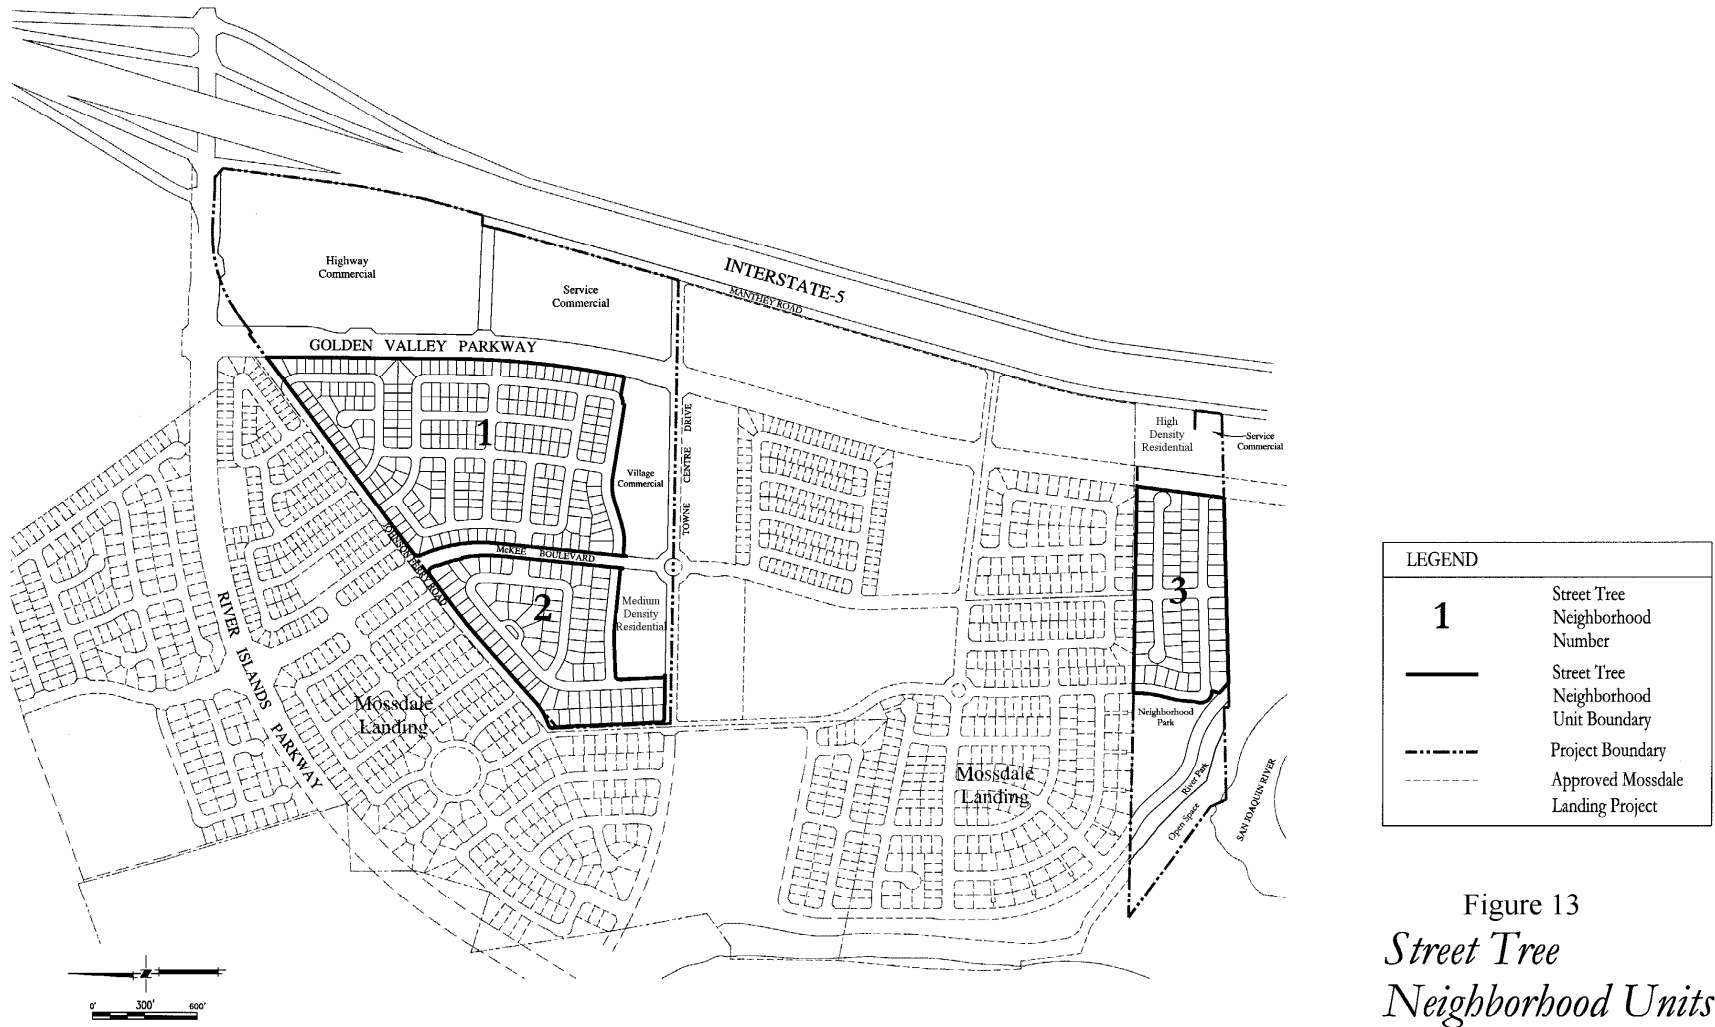 INTERSTATE-5
MANTHEY ROAD
Highway
Commercial
Service
Commercial
GOLDEN VALLEY PARKWAY
1
Village
Commercial
TOWNE CENTRE DRIVE
High
Density
Residential
Service
Commercial
JOHNSON FERRY ROAD
McKEE BOULEVARD
2
Medium
Density
Residential
3
RIVER ISLANDS PARKWAY
Mossdale
Landing
Mossdale
Landing
Neighborhood
Park
River Park
Open Space
SAN JOAQUIN RIVER
LEGEND
1
Street Tree
Neighborhood
Number
Street Tree
Neighborhood
Unit Boundary
Project Boundary
Approved Mossdale
Landing Project
0' 300' 600'
Figure 13
Street Tree
Neighborhood Units